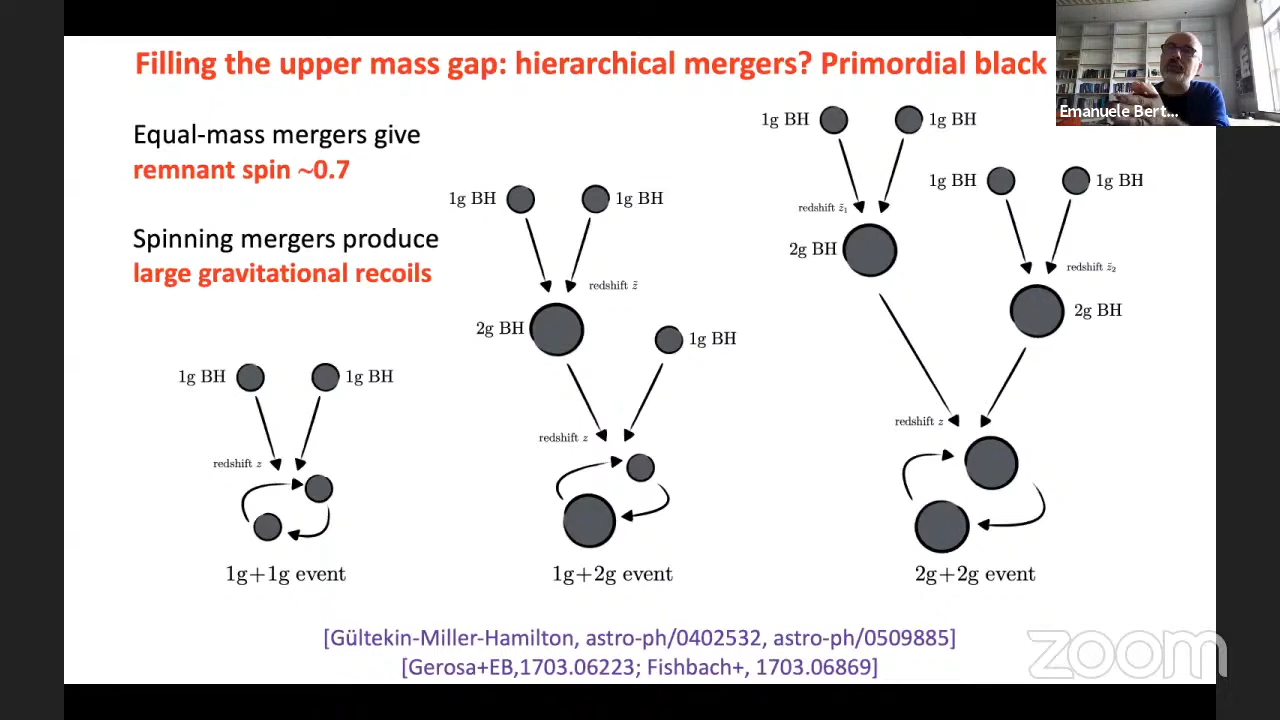 Filling the upper mass gap: hierarchical mergers? Primordial black
Emanuele Bert...
Equal-mass mergers give
remnant spin ~0.7
Spinning mergers produce
large gravitational recoils
1g BH
1g BH
redshift z
1g+1g event
1g BH
1g BH
redshift z̃
2g BH
1g BH
redshift z
1g+2g event
1g BH
1g BH
redshift z̃₁
2g BH
1g BH
1g BH
redshift z̃₂
2g BH
redshift z
2g+2g event
[Gültekin-Miller-Hamilton, astro-ph/0402532, astro-ph/0509885]
[Gerosa+EB,1703.06223; Fishbach+, 1703.06869]
zoom